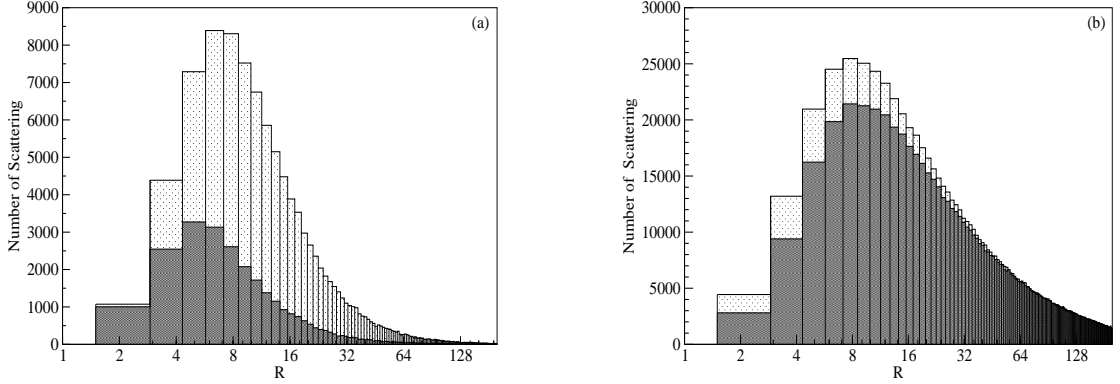 (a)
Number of Scattering
9000
8000
7000
6000
5000
4000
3000
2000
1000
0
1 2 4 8 16 32 64 128
R
(b)
Number of Scattering
30000
25000
20000
15000
10000
5000
0
1 2 4 8 16 32 64 128
R